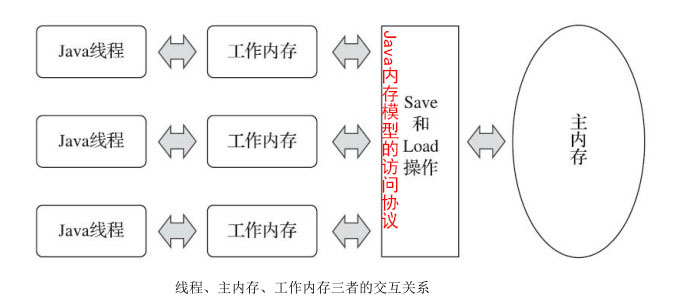 Java线程
工作内存
Java线程
工作内存
Java线程
工作内存
Java内存模型的访问协议
Save
和
Load
操作
主内存
线程、主内存、工作内存三者的交互关系